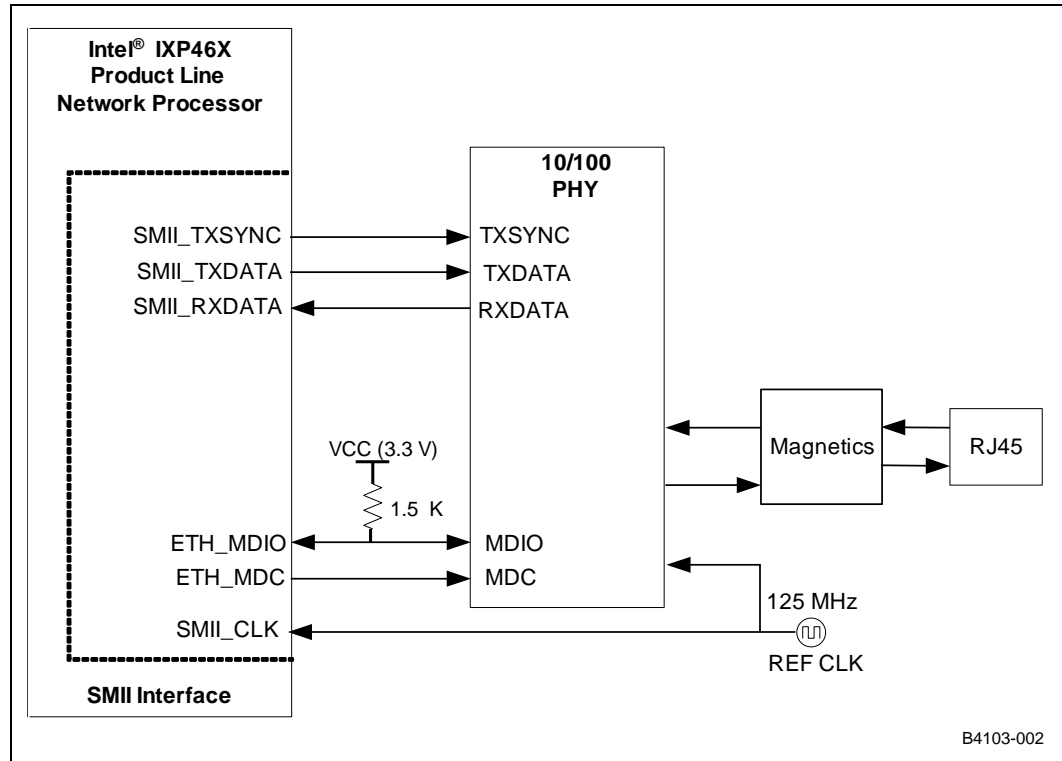 Intel® IXP46X
Product Line
Network Processor
10/100
PHY
SMII_TXSYNC
TXSYNC
SMII_TXDATA
TXDATA
SMII_RXDATA
RXDATA
Magnetics
RJ45
VCC (3.3 V)
1.5 K
ETH_MDIO
MDIO
ETH_MDC
MDC
125 MHz
SMII_CLK
REF CLK
SMII Interface
B4103-002